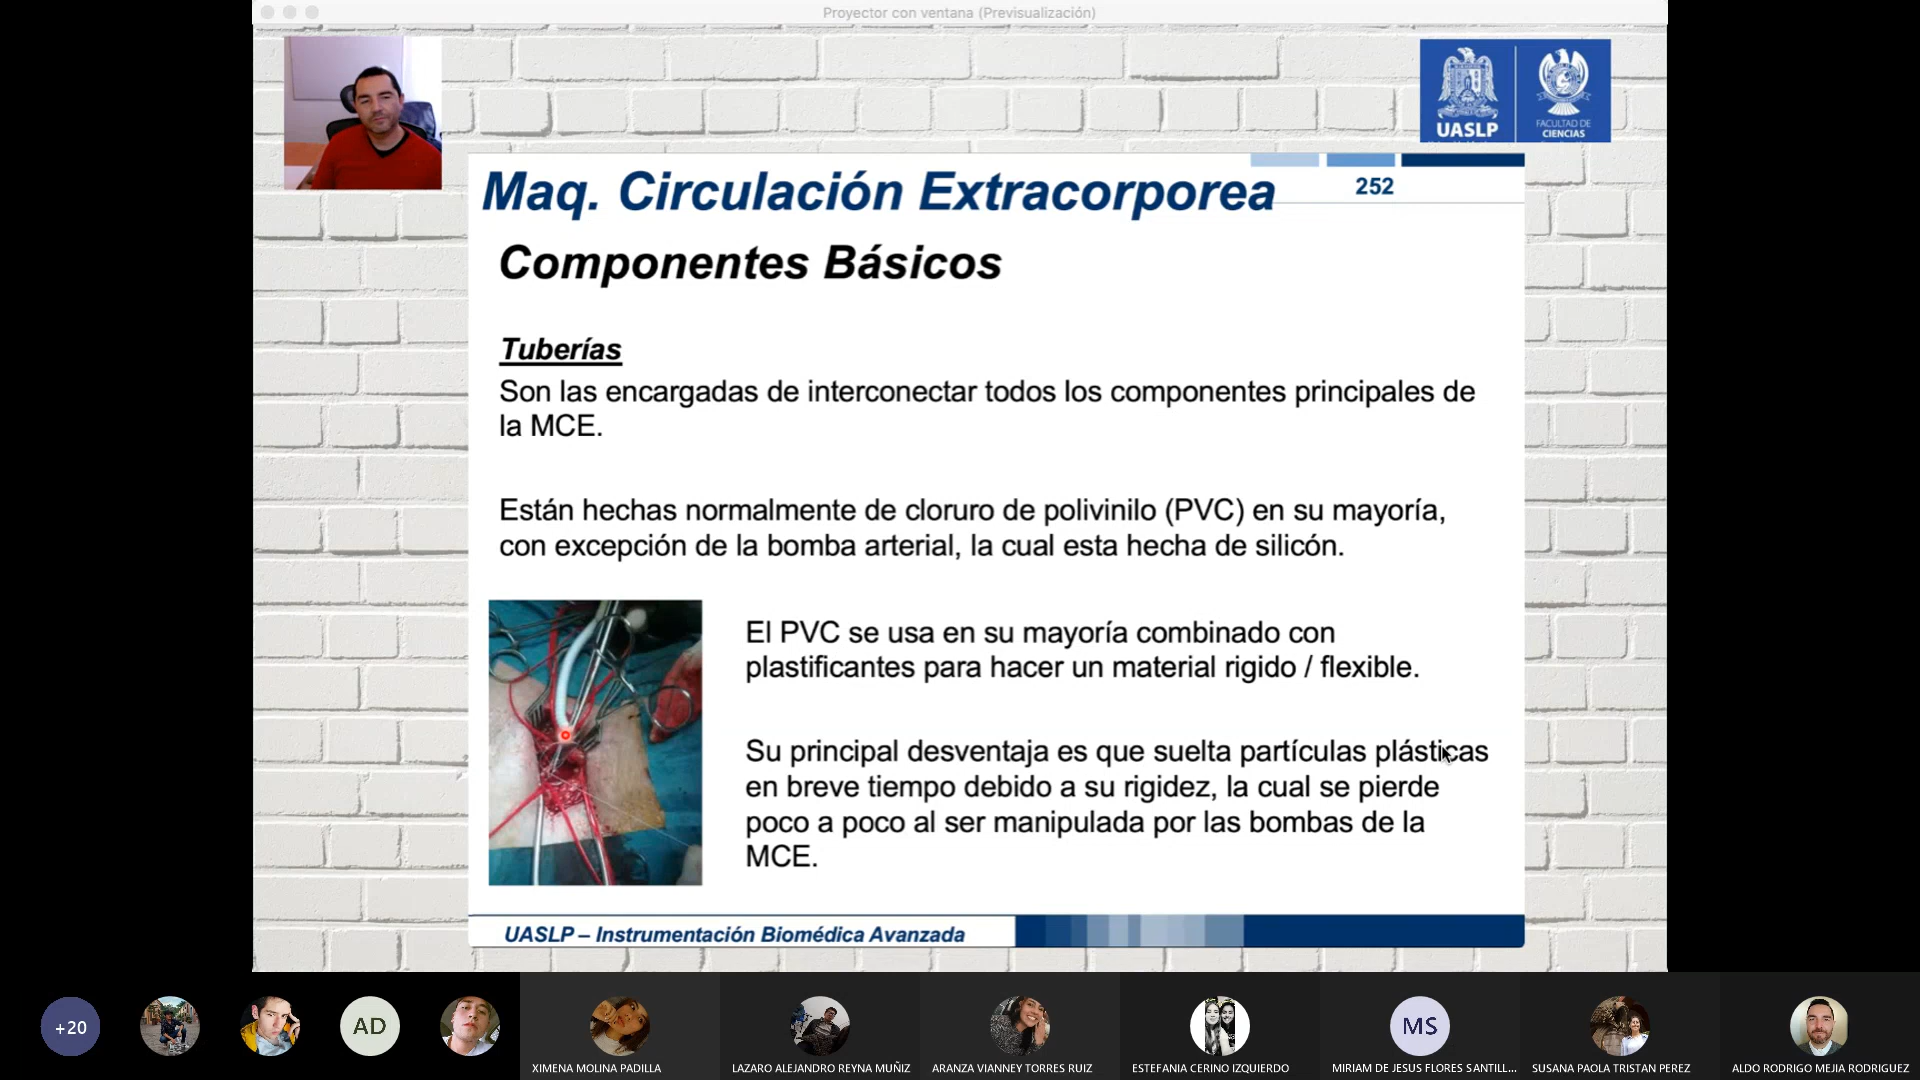 Proyector con ventana (Previsualización)
UASLP
FACULTAD DE
CIENCIAS
Maq. Circulación Extracorporea
252
Componentes Básicos
Tuberías
Son las encargadas de interconectar todos los componentes principales de
la MCE.
Están hechas normalmente de cloruro de polivinilo (PVC) en su mayoría,
con excepción de la bomba arterial, la cual esta hecha de silicón.
El PVC se usa en su mayoría combinado con
plastificantes para hacer un material rigido / flexible.
Su principal desventaja es que suelta partículas plásticas
en breve tiempo debido a su rigidez, la cual se pierde
poco a poco al ser manipulada por las bombas de la
MCE.
UASLP – Instrumentación Biomédica Avanzada
+20
AD
MS
XIMENA MOLINA PADILLA
LAZARO ALEJANDRO REYNA MUÑIZ
ARANZA VIANNEY TORRES RUIZ
ESTEFANIA CERINO IZQUIERDO
MIRIAM DE JESUS FLORES SANTILL...
SUSANA PAOLA TRISTAN PEREZ
ALDO RODRIGO MEJIA RODRIGUEZ